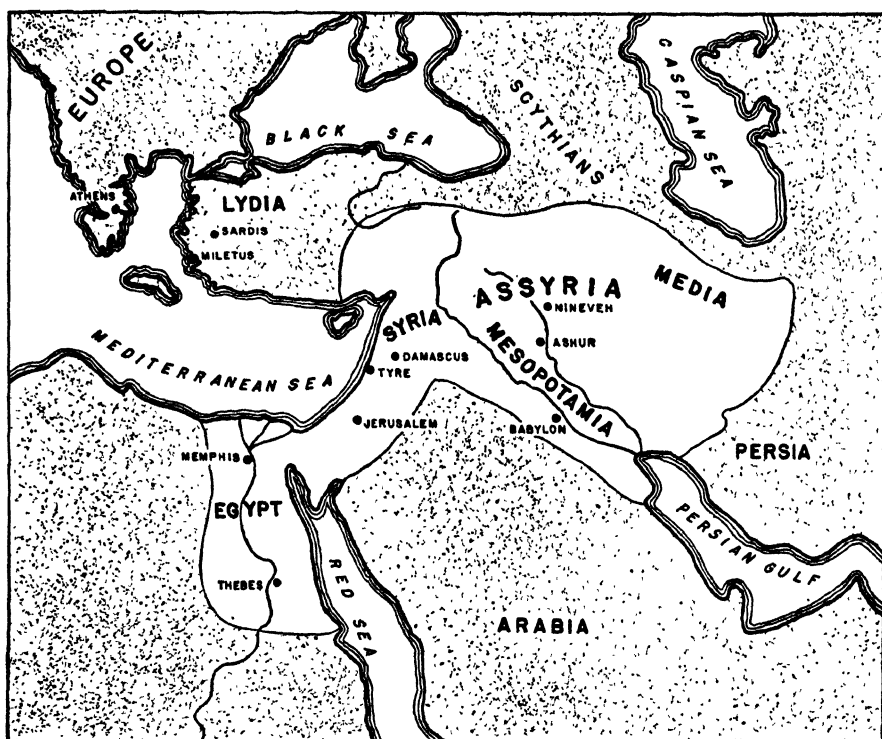 EUROPE
BLACK SEA
SCYTHIANS
CASPIAN SEA
ATHENS
LYDIA
SARDIS
MILETUS
ASSYRIA
MEDIA
NINEVEH
SYRIA
ASHUR
MESOPOTAMIA
MEDITERRANEAN SEA
DAMASCUS
TYRE
JERUSALEM
BABYLON
MEMPHIS
PERSIA
EGYPT
PERSIAN GULF
THEBES
RED SEA
ARABIA